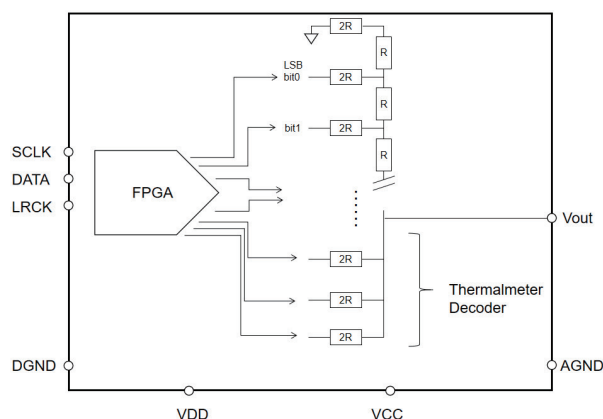 2R
R
LSB
bit0
2R
R
bit1
2R
R
SCLK
DATA
LRCK
FPGA
Vout
2R
Thermalmeter
Decoder
2R
2R
DGND
AGND
VDD
VCC